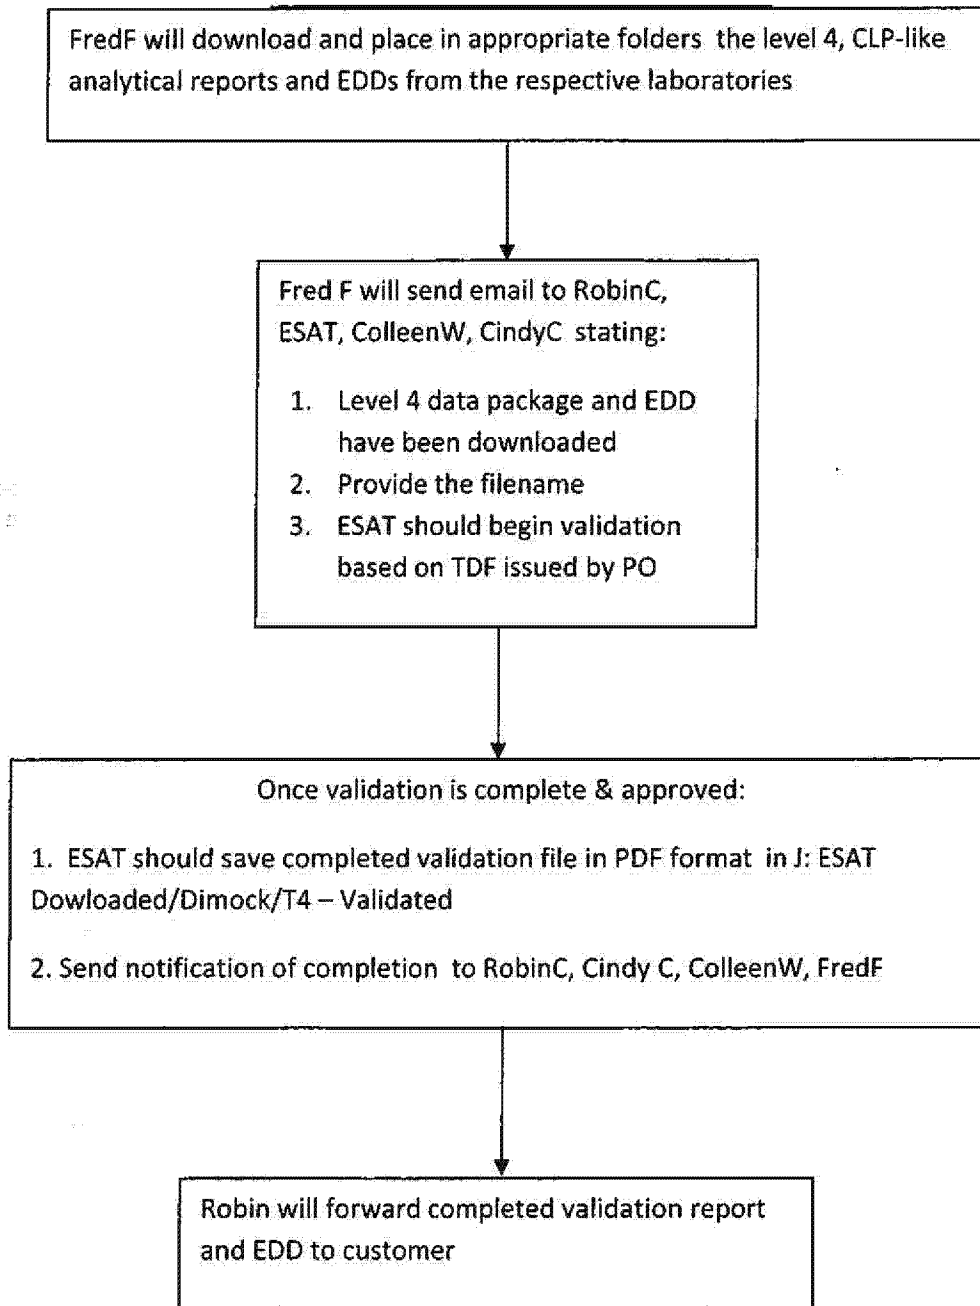 FredF will download and place in appropriate folders the level 4, CLP-like
analytical reports and EDDs from the respective laboratories
Fred F will send email to RobinC,
ESAT, ColleenW, CindyC stating:
1. Level 4 data package and EDD
have been downloaded
2. Provide the filename
3. ESAT should begin validation
based on TDF issued by PO
Once validation is complete & approved:
1. ESAT should save completed validation file in PDF format in J: ESAT
Dowloaded/Dimock/T4 – Validated
2. Send notification of completion to RobinC, Cindy C, ColleenW, FredF
Robin will forward completed validation report
and EDD to customer